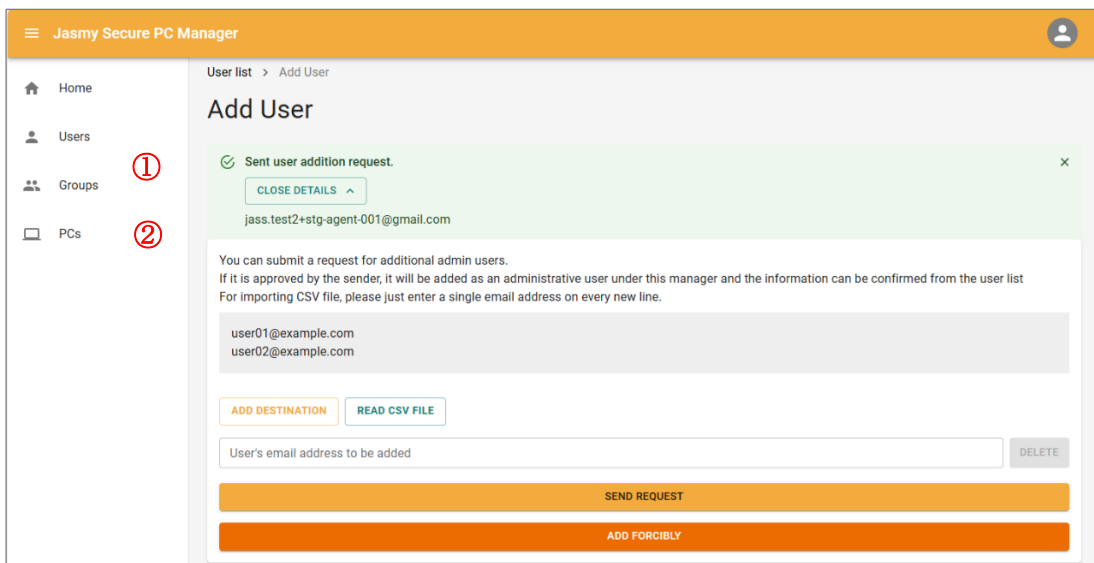 Jasmy Secure PC Manager
Home
Users
①
Groups
PCs
②
User list > Add User
Add User
Sent user addition request.
×
CLOSE DETAILS
jass.test2+stg-agent-001@gmail.com
You can submit a request for additional admin users.
If it is approved by the sender, it will be added as an administrative user under this manager and the information can be confirmed from the user list
For importing CSV file, please just enter a single email address on every new line.
user01@example.com
user02@example.com
ADD DESTINATION
READ CSV FILE
User's email address to be added
DELETE
SEND REQUEST
ADD FORCIBLY